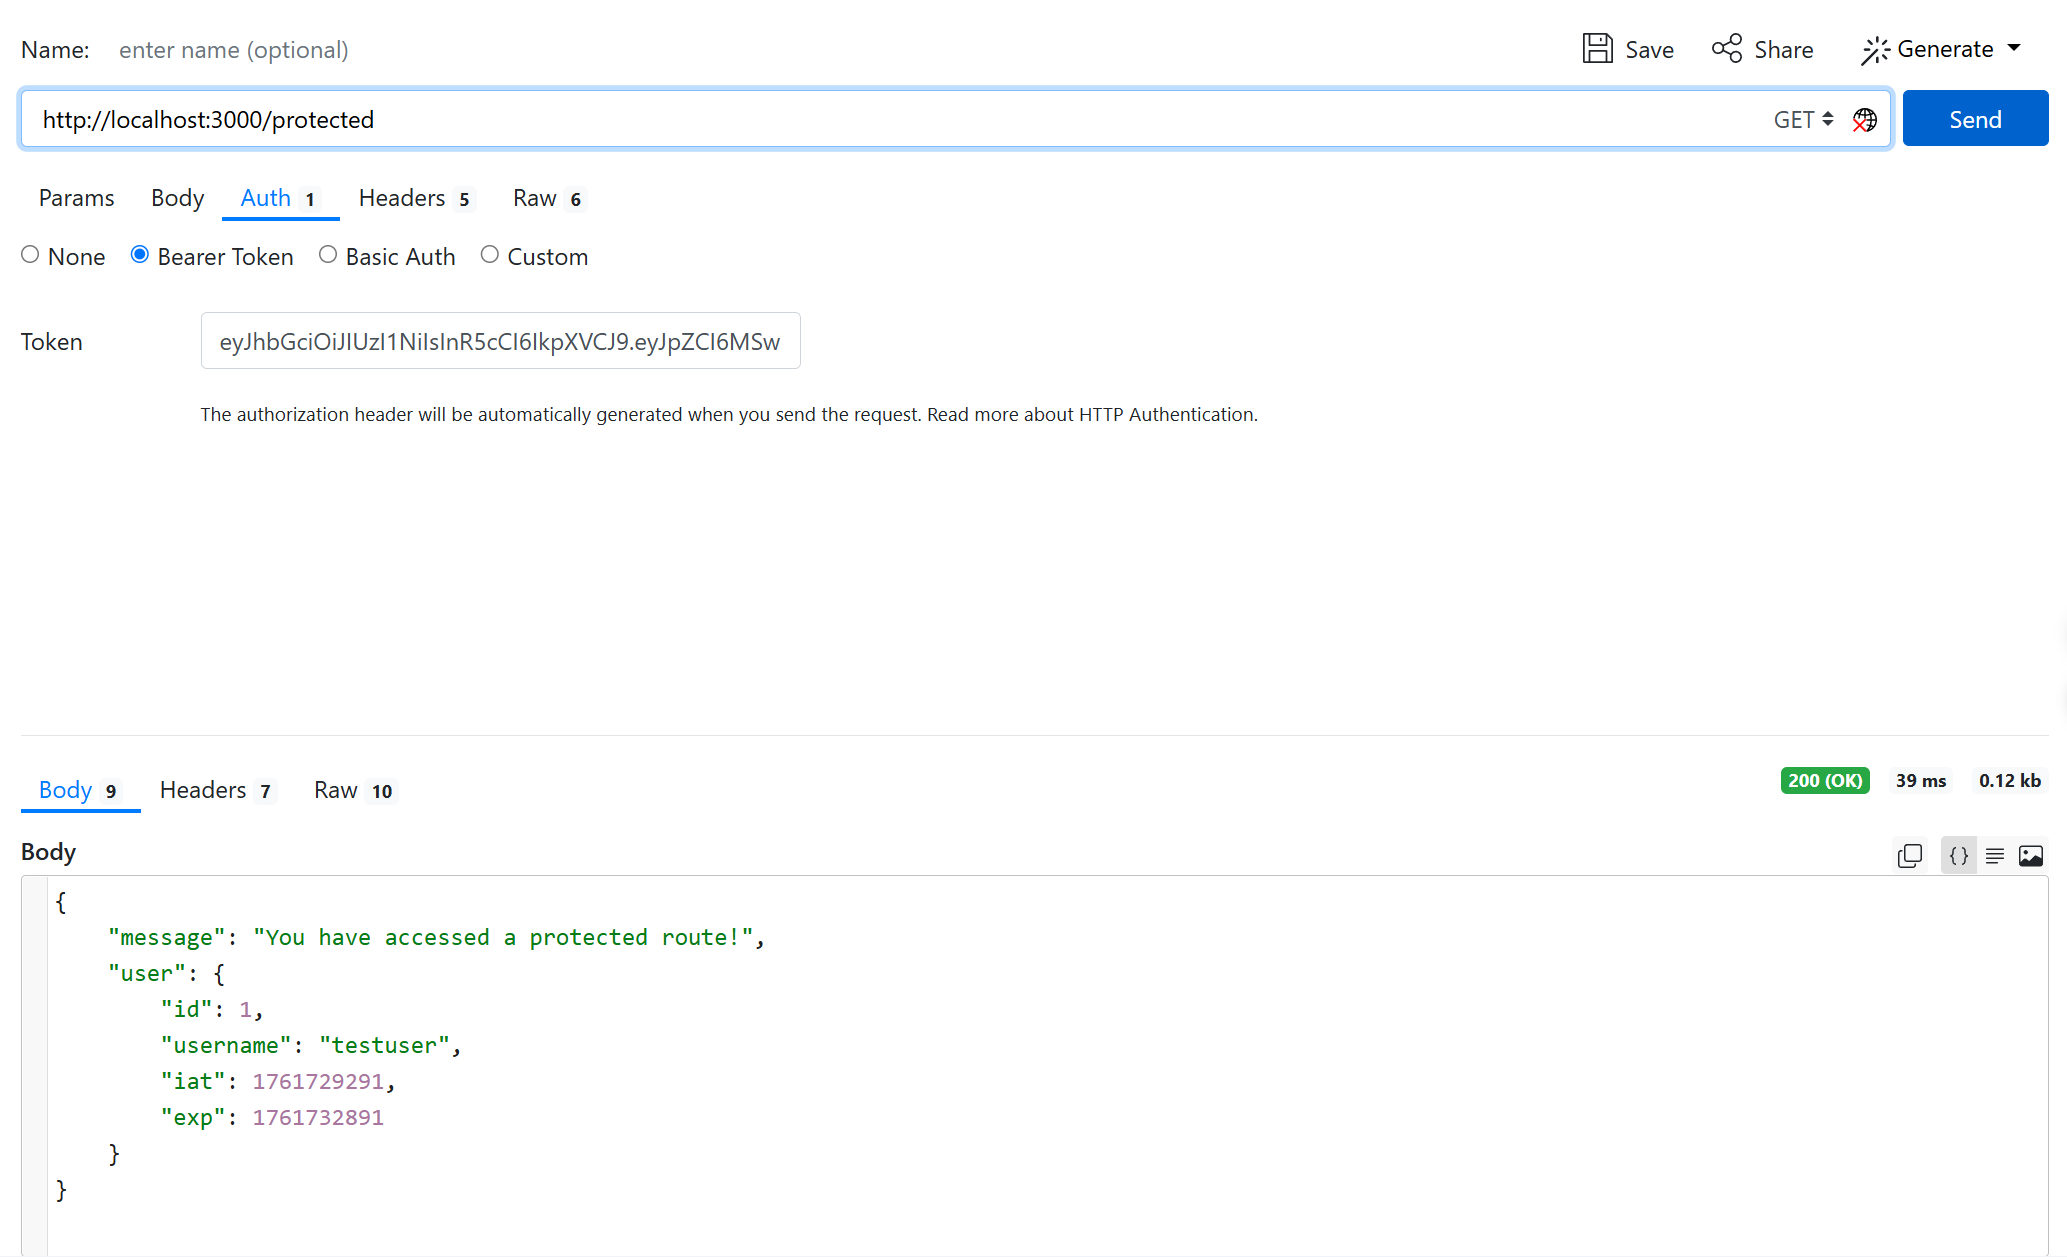 Name: enter name (optional) Save Share Generate
http://localhost:3000/protected GET Send
Params Body Auth 1 Headers 5 Raw 6
None Bearer Token Basic Auth Custom
Token eyJhbGciOiJIUzI1NiIsInR5cCI6IkpXVCJ9.eyJpZCI6MSw
The authorization header will be automatically generated when you send the request. Read more about HTTP Authentication.
Body 9 Headers 7 Raw 10 200 (OK) 39 ms 0.12 kb
Body {}
{
"message": "You have accessed a protected route!",
"user": {
"id": 1,
"username": "testuser",
"iat": 1761729291,
"exp": 1761732891
}
}